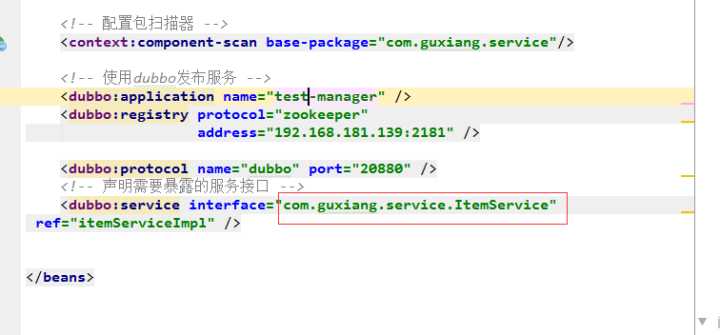 <!-- 配置包扫描器 -->
<context:component-scan base-package="com.guxiang.service"/>
<!-- 使用dubbo发布服务 -->
<dubbo:application name="test-manager" />
<dubbo:registry protocol="zookeeper"
address="192.168.181.139:2181" />
<dubbo:protocol name="dubbo" port="20880" />
<!-- 声明需要暴露的服务接口 -->
<dubbo:service interface="com.guxiang.service.ItemService"
ref="itemServiceImpl" />
</beans>